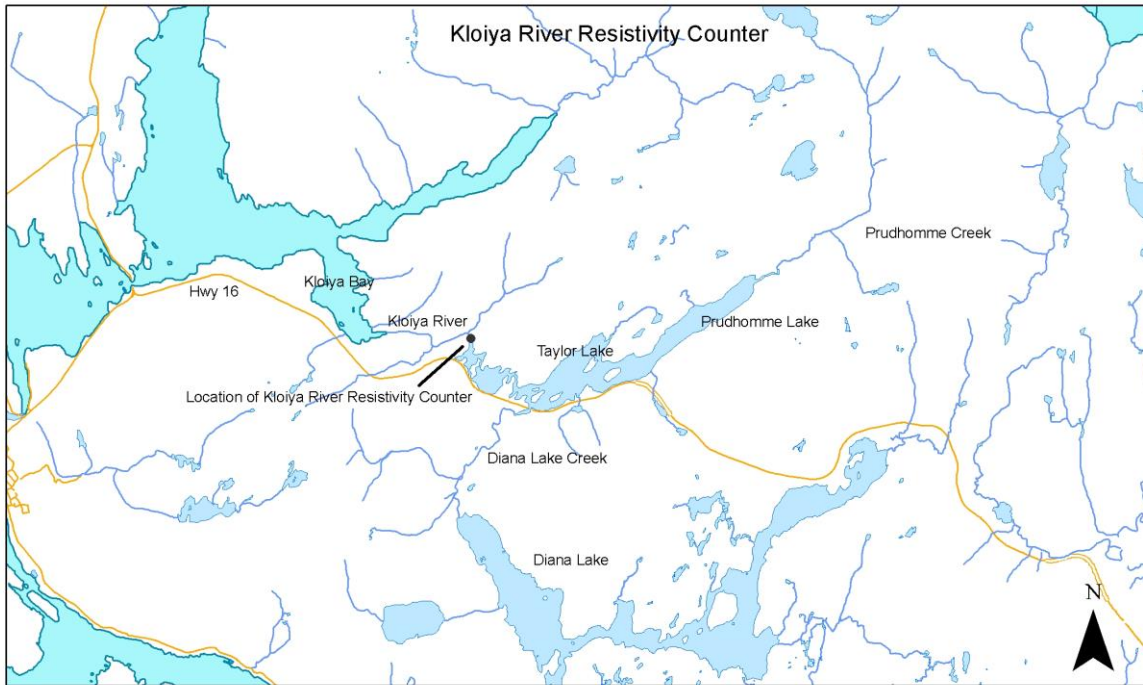 Kloiya River Resistivity Counter
Prudhomme Creek
Kloiya Bay
Hwy 16
Kloiya River
Prudhomme Lake
Taylor Lake
Location of Kloiya River Resistivity Counter
Diana Lake Creek
Diana Lake
N